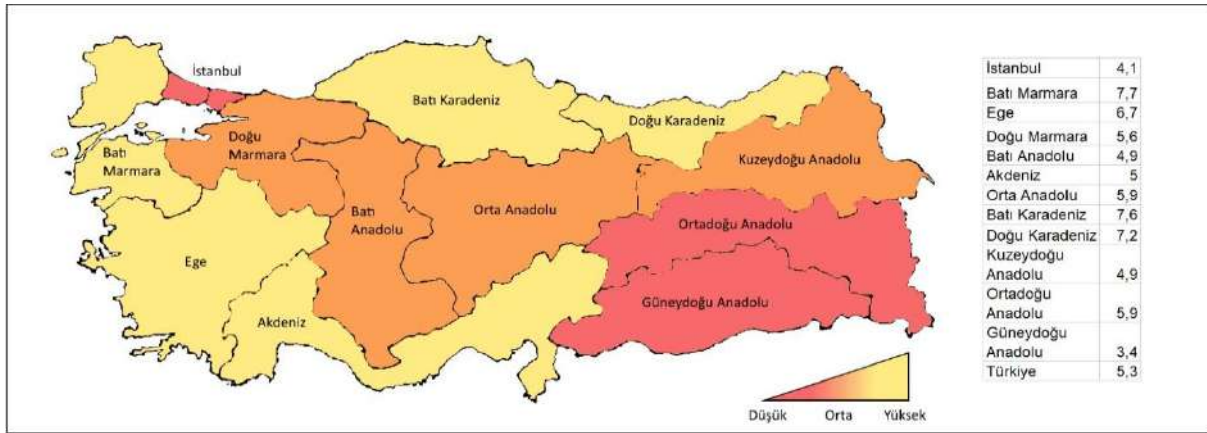 İstanbul
Batı Karadeniz
Doğu Karadeniz
Doğu
Marmara
Batı
Marmara
Kuzeydoğu Anadolu
Orta Anadolu
Batı
Anadolu
Ortadoğu Anadolu
Ege
Güneydoğu Anadolu
Akdeniz
Düşük Orta Yüksek
İstanbul 4,1
Batı Marmara 7,7
Ege 6,7
Doğu Marmara 5,6
Batı Anadolu 4,9
Akdeniz 5
Orta Anadolu 5,9
Batı Karadeniz 7,6
Doğu Karadeniz 7,2
Kuzeydoğu
Anadolu 4,9
Ortadoğu
Anadolu 5,9
Güneydoğu
Anadolu 3,4
Türkiye 5,3